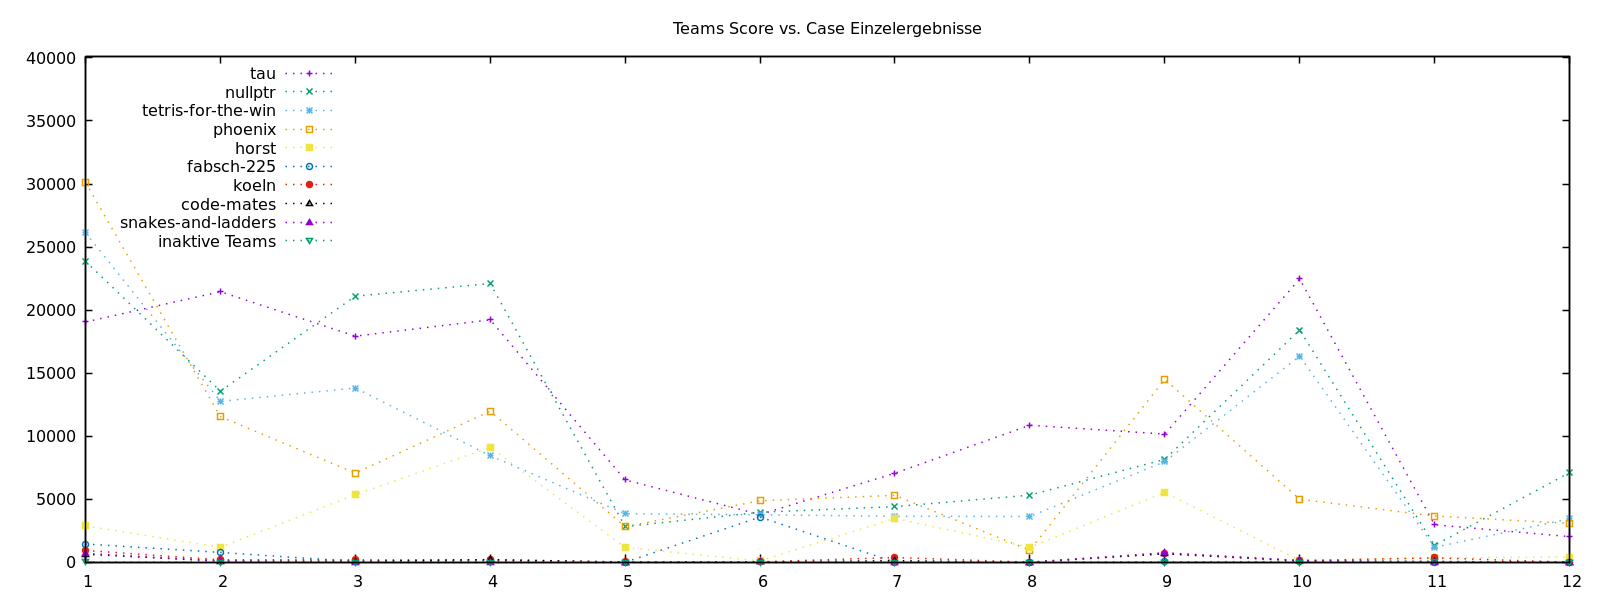 Teams Score vs. Case Einzelergebnisse
40000
35000
30000
25000
20000
15000
10000
5000
0
tau
nullptr
tetris-for-the-win
phoenix
horst
fabsch-225
koeln
code-mates
snakes-and-ladders
inaktive Teams
1 2 3 4 5 6 7 8 9 10 11 12